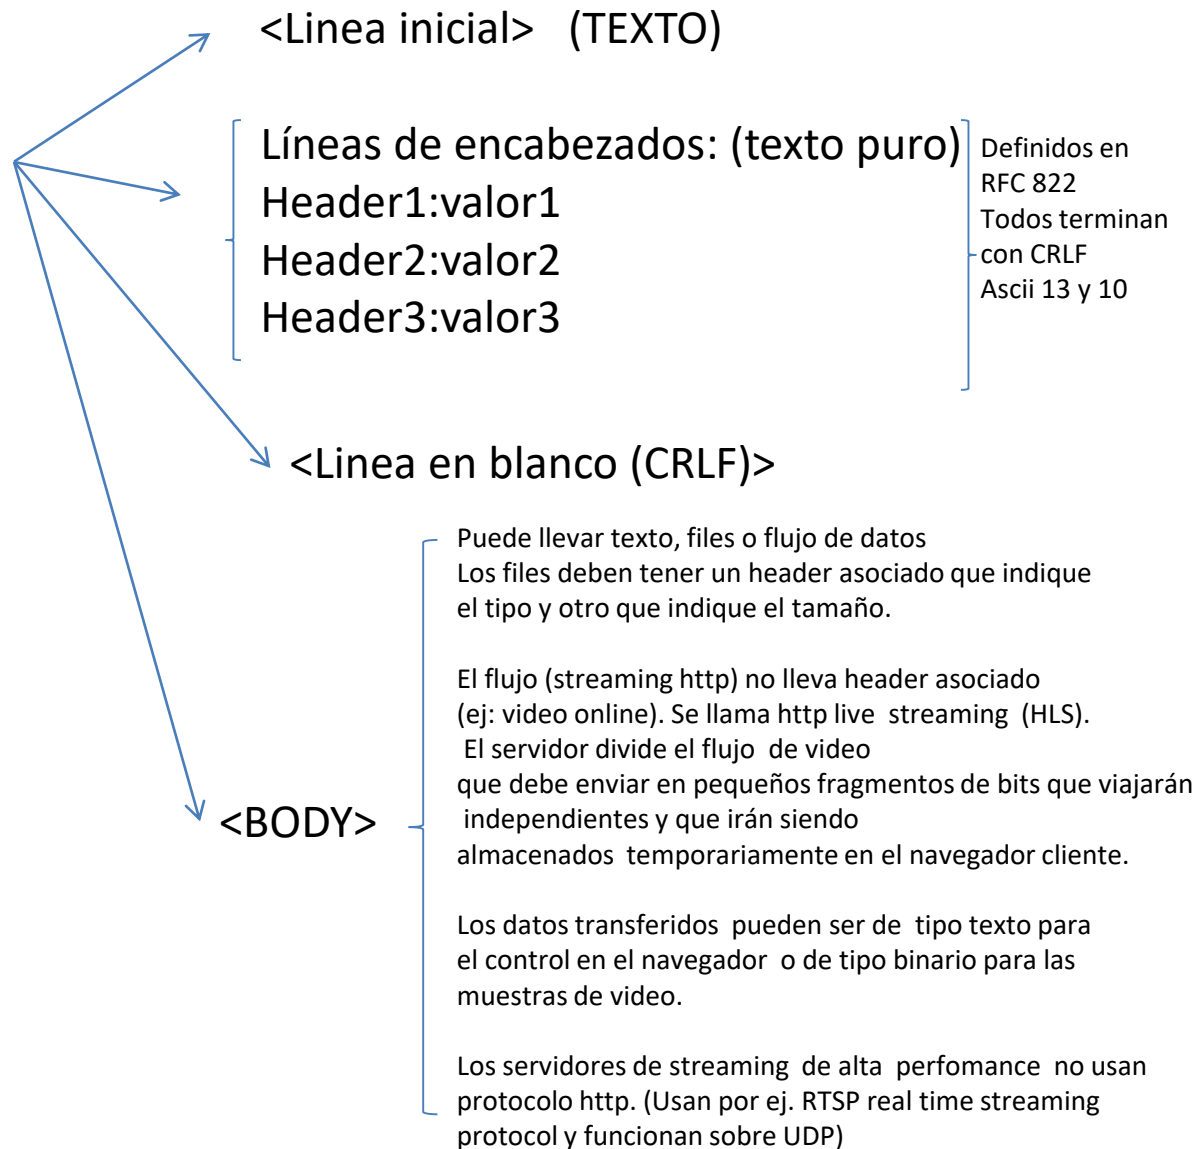 <Linea inicial> (TEXTO)
Líneas de encabezados: (texto puro)
Header1:valor1
Header2:valor2
Header3:valor3
Definidos en
RFC 822
Todos terminan
con CRLF
Ascii 13 y 10
<Linea en blanco (CRLF)>
<BODY>
Puede llevar texto, files o flujo de datos
Los files deben tener un header asociado que indique
el tipo y otro que indique el tamaño.
El flujo (streaming http) no lleva header asociado
(ej: video online). Se llama http live streaming (HLS).
El servidor divide el flujo de video
que debe enviar en pequeños fragmentos de bits que viajarán
independientes y que irán siendo
almacenados temporariamente en el navegador cliente.
Los datos transferidos pueden ser de tipo texto para
el control en el navegador o de tipo binario para las
muestras de video.
Los servidores de streaming de alta perfomance no usan
protocolo http. (Usan por ej. RTSP real time streaming
protocol y funcionan sobre UDP)